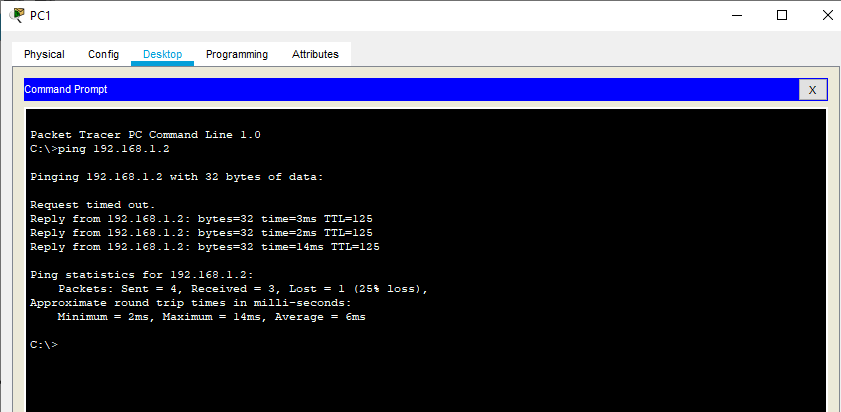 PC1
Physical Config Desktop Programming Attributes
Command Prompt X
Packet Tracer PC Command Line 1.0
C:\>ping 192.168.1.2
Pinging 192.168.1.2 with 32 bytes of data:
Request timed out.
Reply from 192.168.1.2: bytes=32 time=3ms TTL=125
Reply from 192.168.1.2: bytes=32 time=2ms TTL=125
Reply from 192.168.1.2: bytes=32 time=14ms TTL=125
Ping statistics for 192.168.1.2:
Packets: Sent = 4, Received = 3, Lost = 1 (25% loss),
Approximate round trip times in milli-seconds:
Minimum = 2ms, Maximum = 14ms, Average = 6ms
C:\>